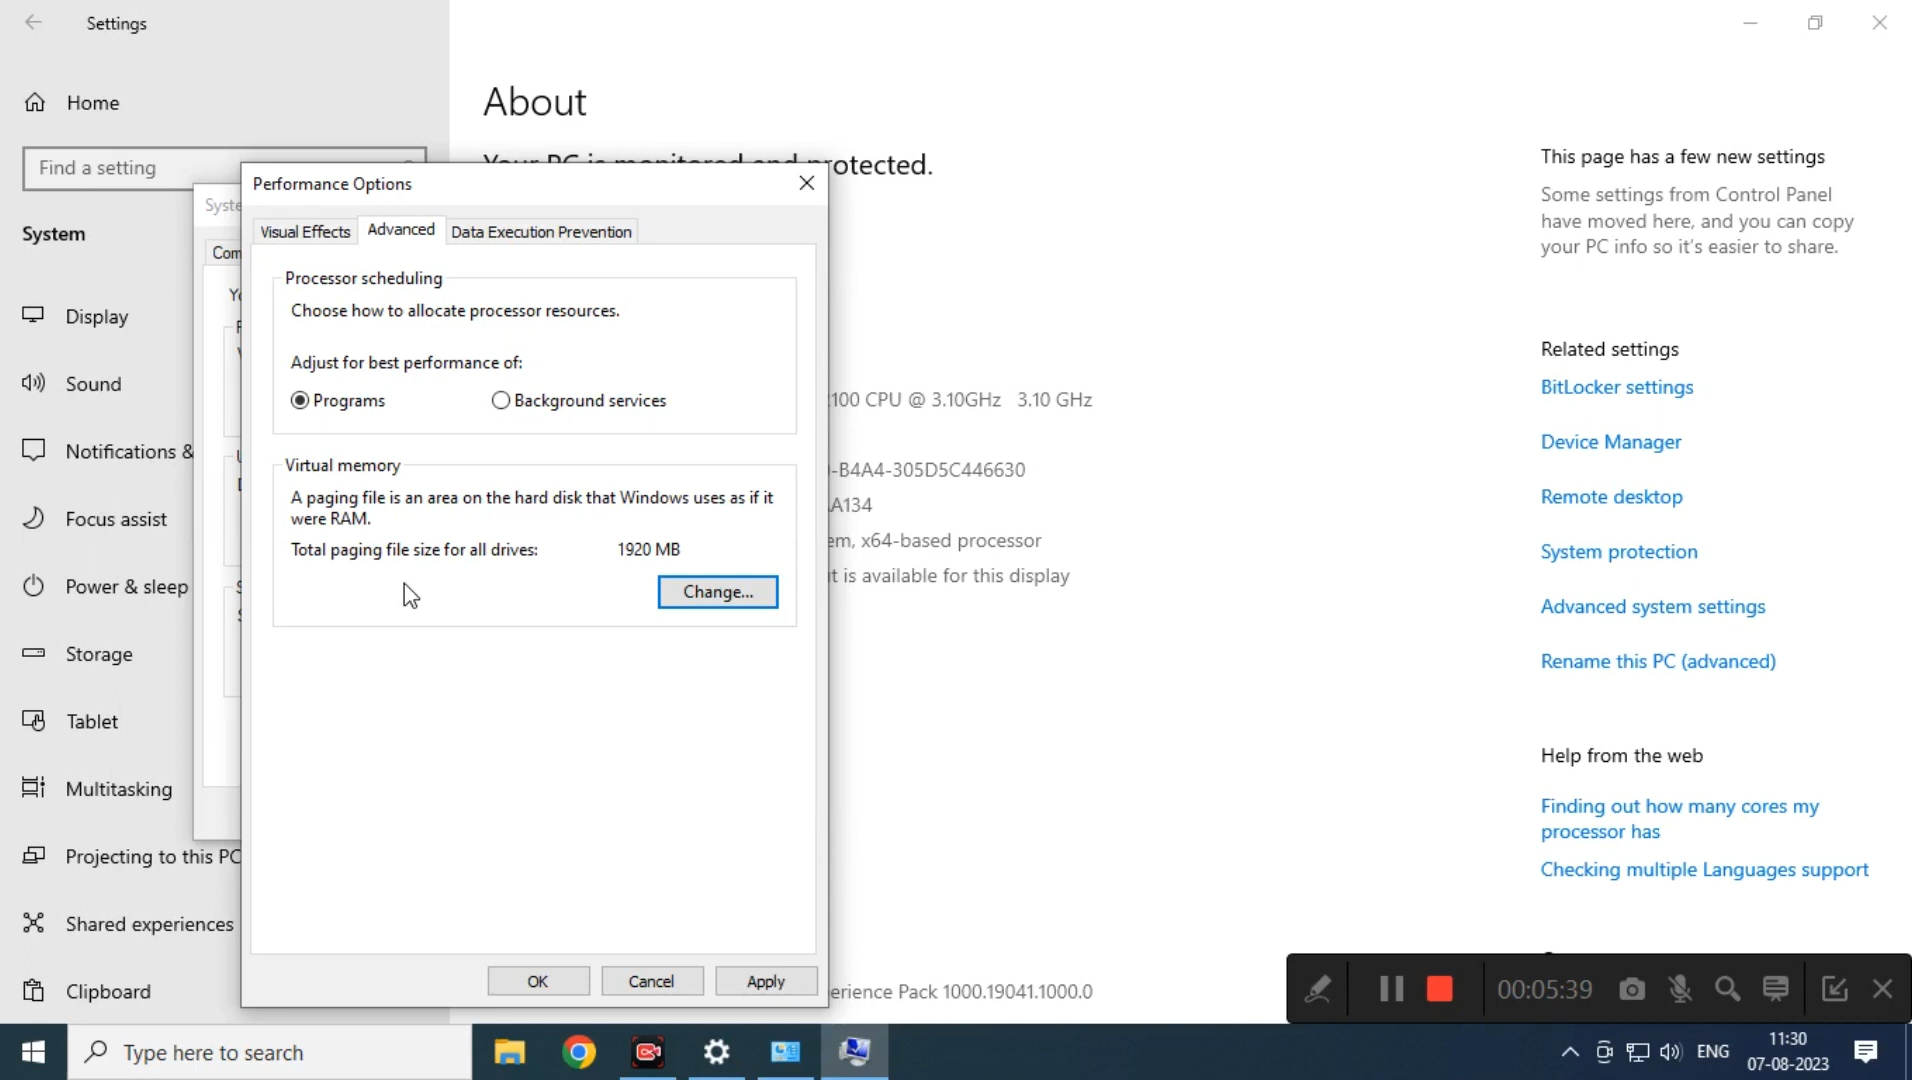 Settings
Home
Find a setting
System
Display
Sound
Notifications &
Focus assist
Power & sleep
Storage
Tablet
Multitasking
Projecting to this PC
Shared experiences
Clipboard
Performance Options
Visual Effects
Advanced
Data Execution Prevention
Processor scheduling
Choose how to allocate processor resources.
Adjust for best performance of:
Programs
Background services
Virtual memory
A paging file is an area on the hard disk that Windows uses as if it
were RAM.
Total paging file size for all drives:
1920 MB
Change...
OK
Cancel
Apply
About
protected.
100 CPU @ 3.10GHz 3.10 GHz
-B4A4-305D5C446630
A134
em, x64-based processor
t is available for this display
erience Pack 1000.19041.1000.0
This page has a few new settings
Some settings from Control Panel
have moved here, and you can copy
your PC info so it's easier to share.
Related settings
BitLocker settings
Device Manager
Remote desktop
System protection
Advanced system settings
Rename this PC (advanced)
Help from the web
Finding out how many cores my
processor has
Checking multiple Languages support
00:05:39
Type here to search
ENG
11:30
07-08-2023